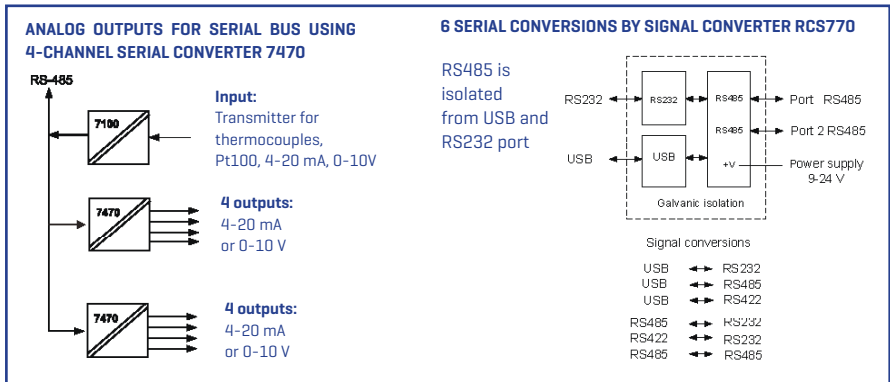 ANALOG OUTPUTS FOR SERIAL BUS USING
4-CHANNEL SERIAL CONVERTER 7470
RS-485
7100
Input:
Transmitter for
thermocouples,
Pt100, 4-20 mA, 0-10V
7470
4 outputs:
4-20 mA
or 0-10 V
7470
4 outputs:
4-20 mA
or 0-10 V
6 SERIAL CONVERSIONS BY SIGNAL CONVERTER RCS770
RS485 is
isolated
from USB and
RS232 port
RS232
RS232
RS485
Port RS485
RS485
Port 2 RS485
USB
USB
+V
Power supply
9-24 V
Galvanic isolation
Signal conversions
USB RS232
USB RS485
USB RS422
RS485 RS232
RS422 RS232
RS485 RS485